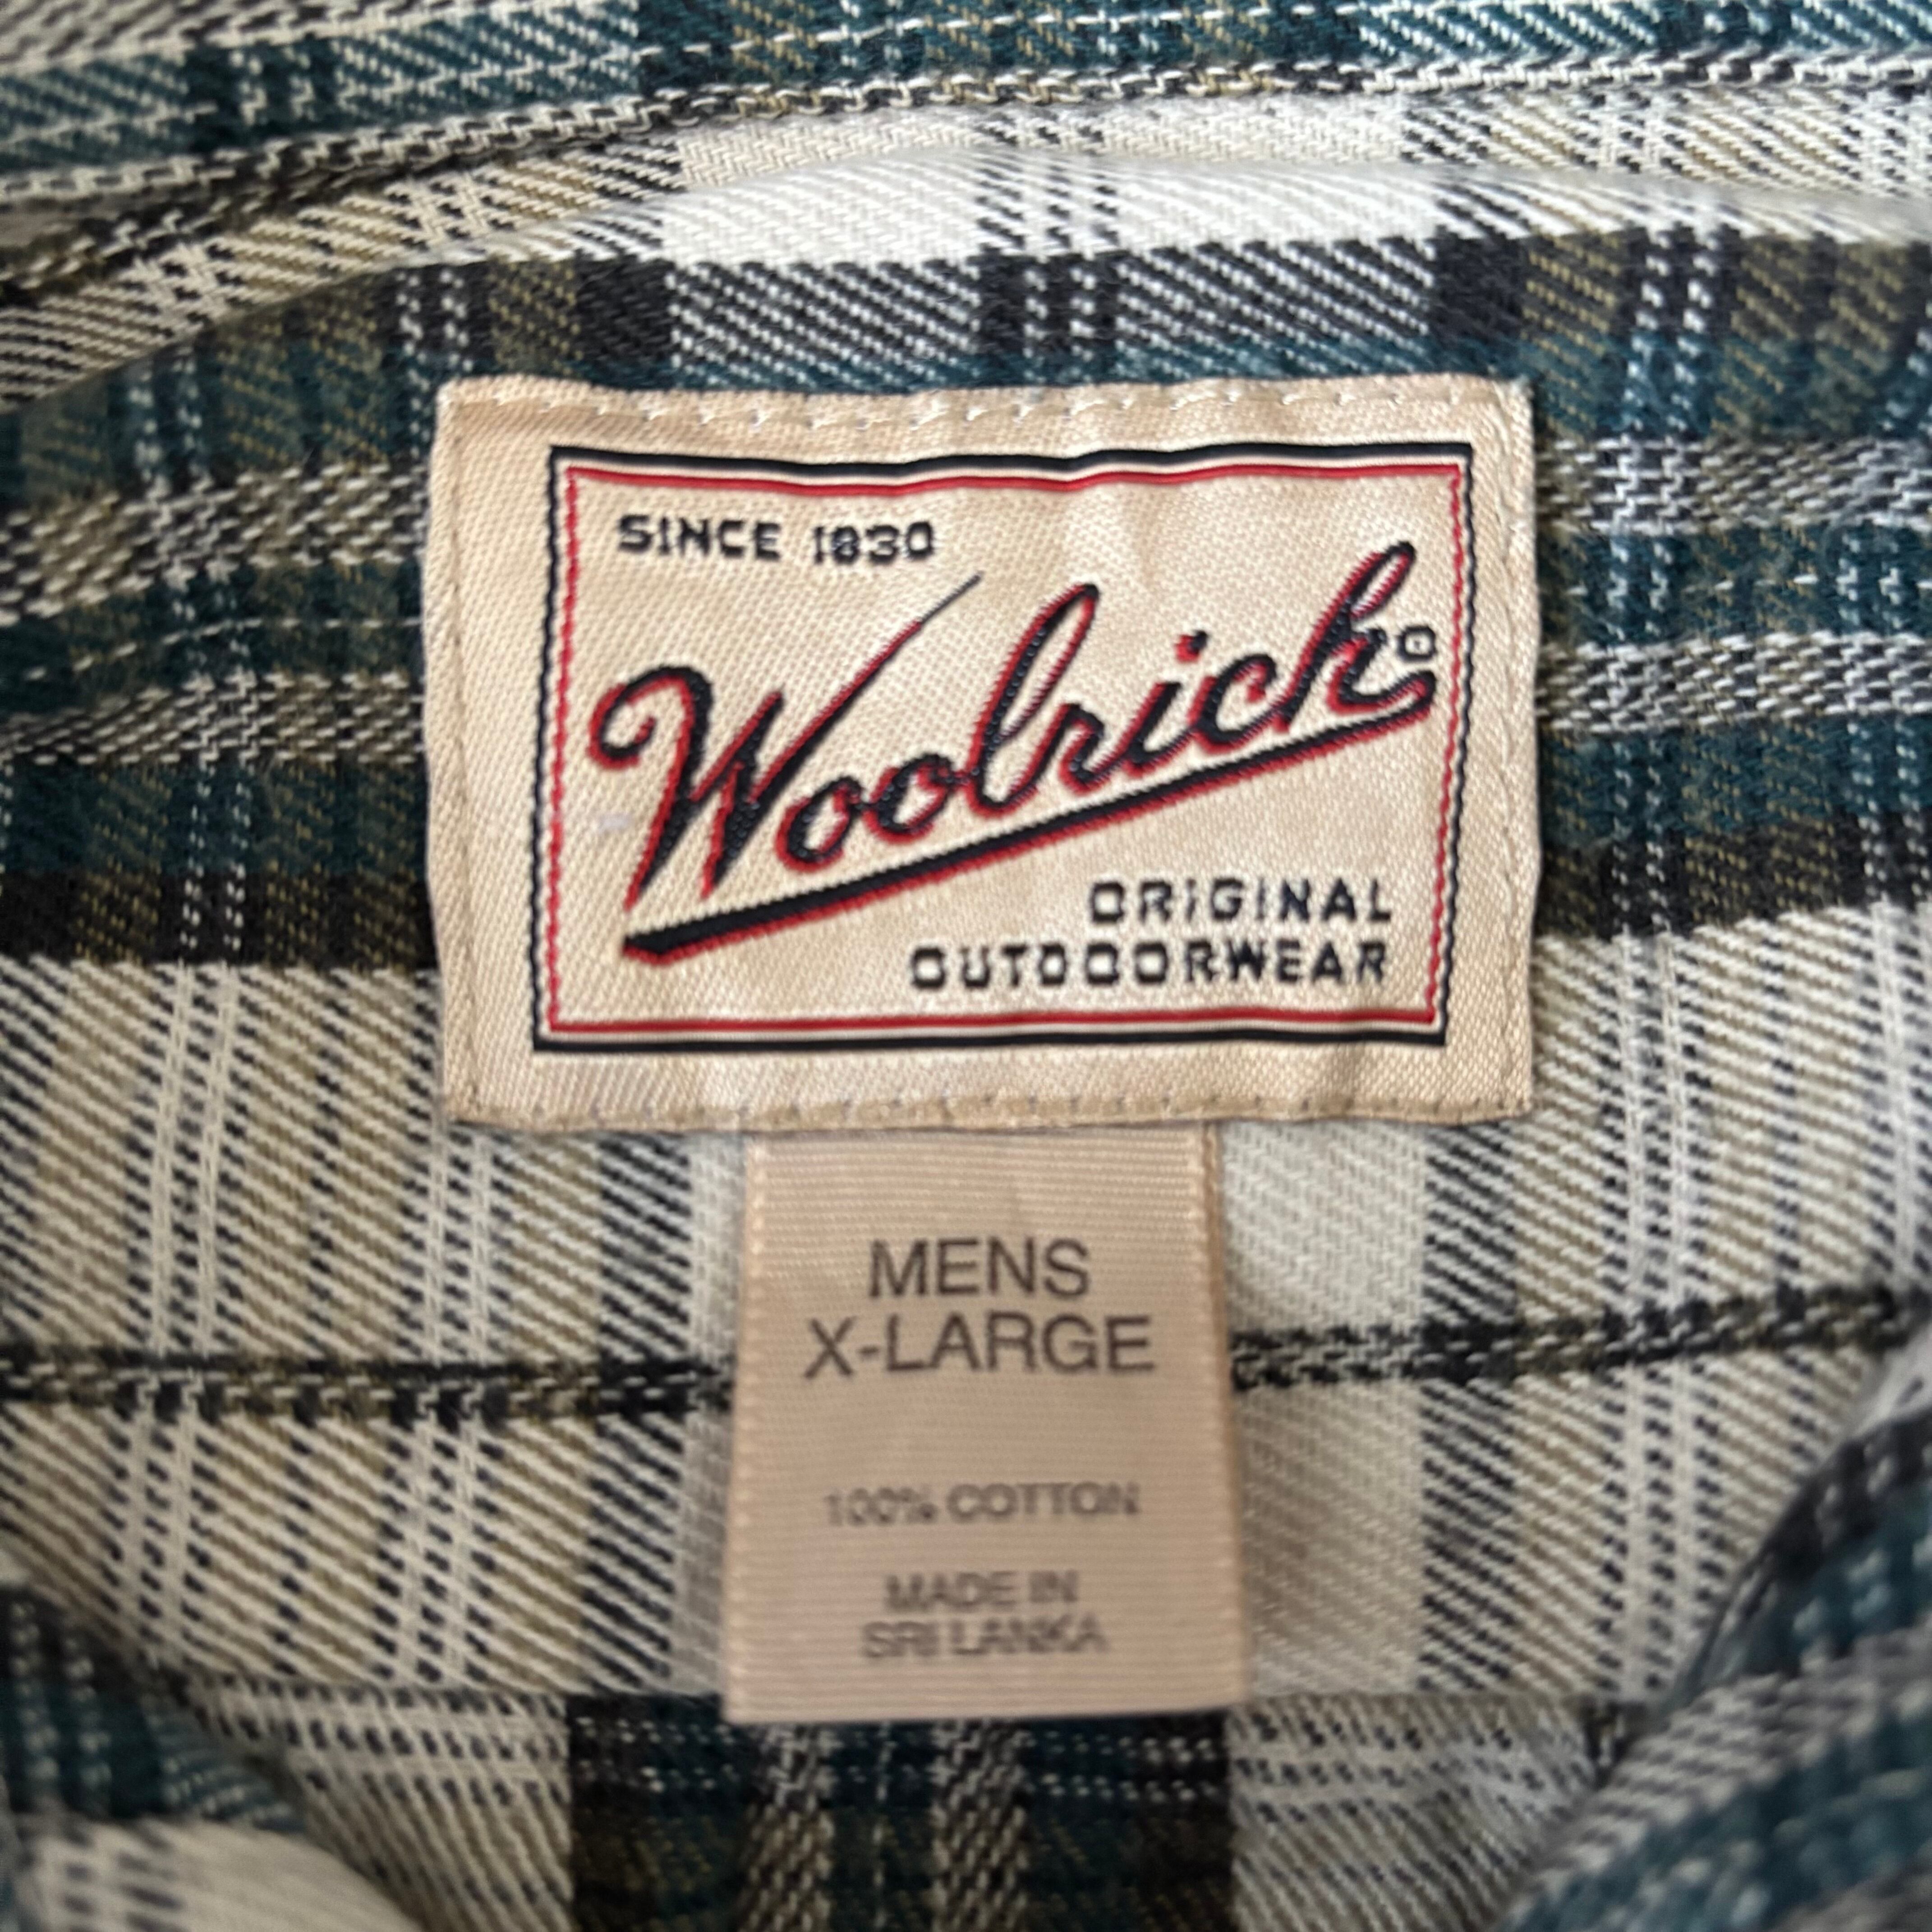 SINCE 1830
Woolrich®
ORIGINAL
OUTDOORWEAR
MENS
X-LARGE
100% COTTON
MADE IN
SRI LANKA